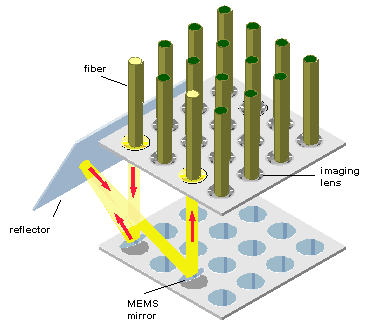 fiber
imaging
lens
reflector
MEMS
mirror